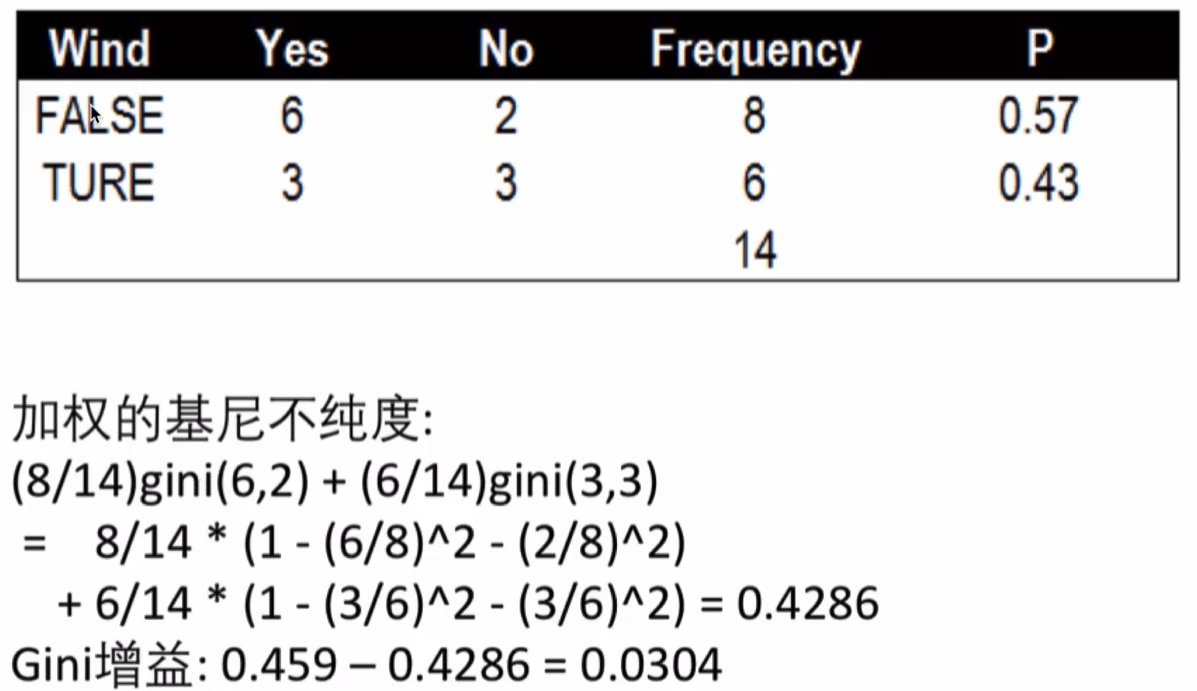 Wind Yes No Frequency P
FALSE 6 2 8 0.57
TURE 3 3 6 0.43
14
加权的基尼不纯度:
(8/14)gini(6,2) + (6/14)gini(3,3)
= 8/14 * (1 - (6/8)^2 - (2/8)^2)
+ 6/14 * (1 - (3/6)^2 - (3/6)^2) = 0.4286
Gini增益: 0.459 – 0.4286 = 0.0304